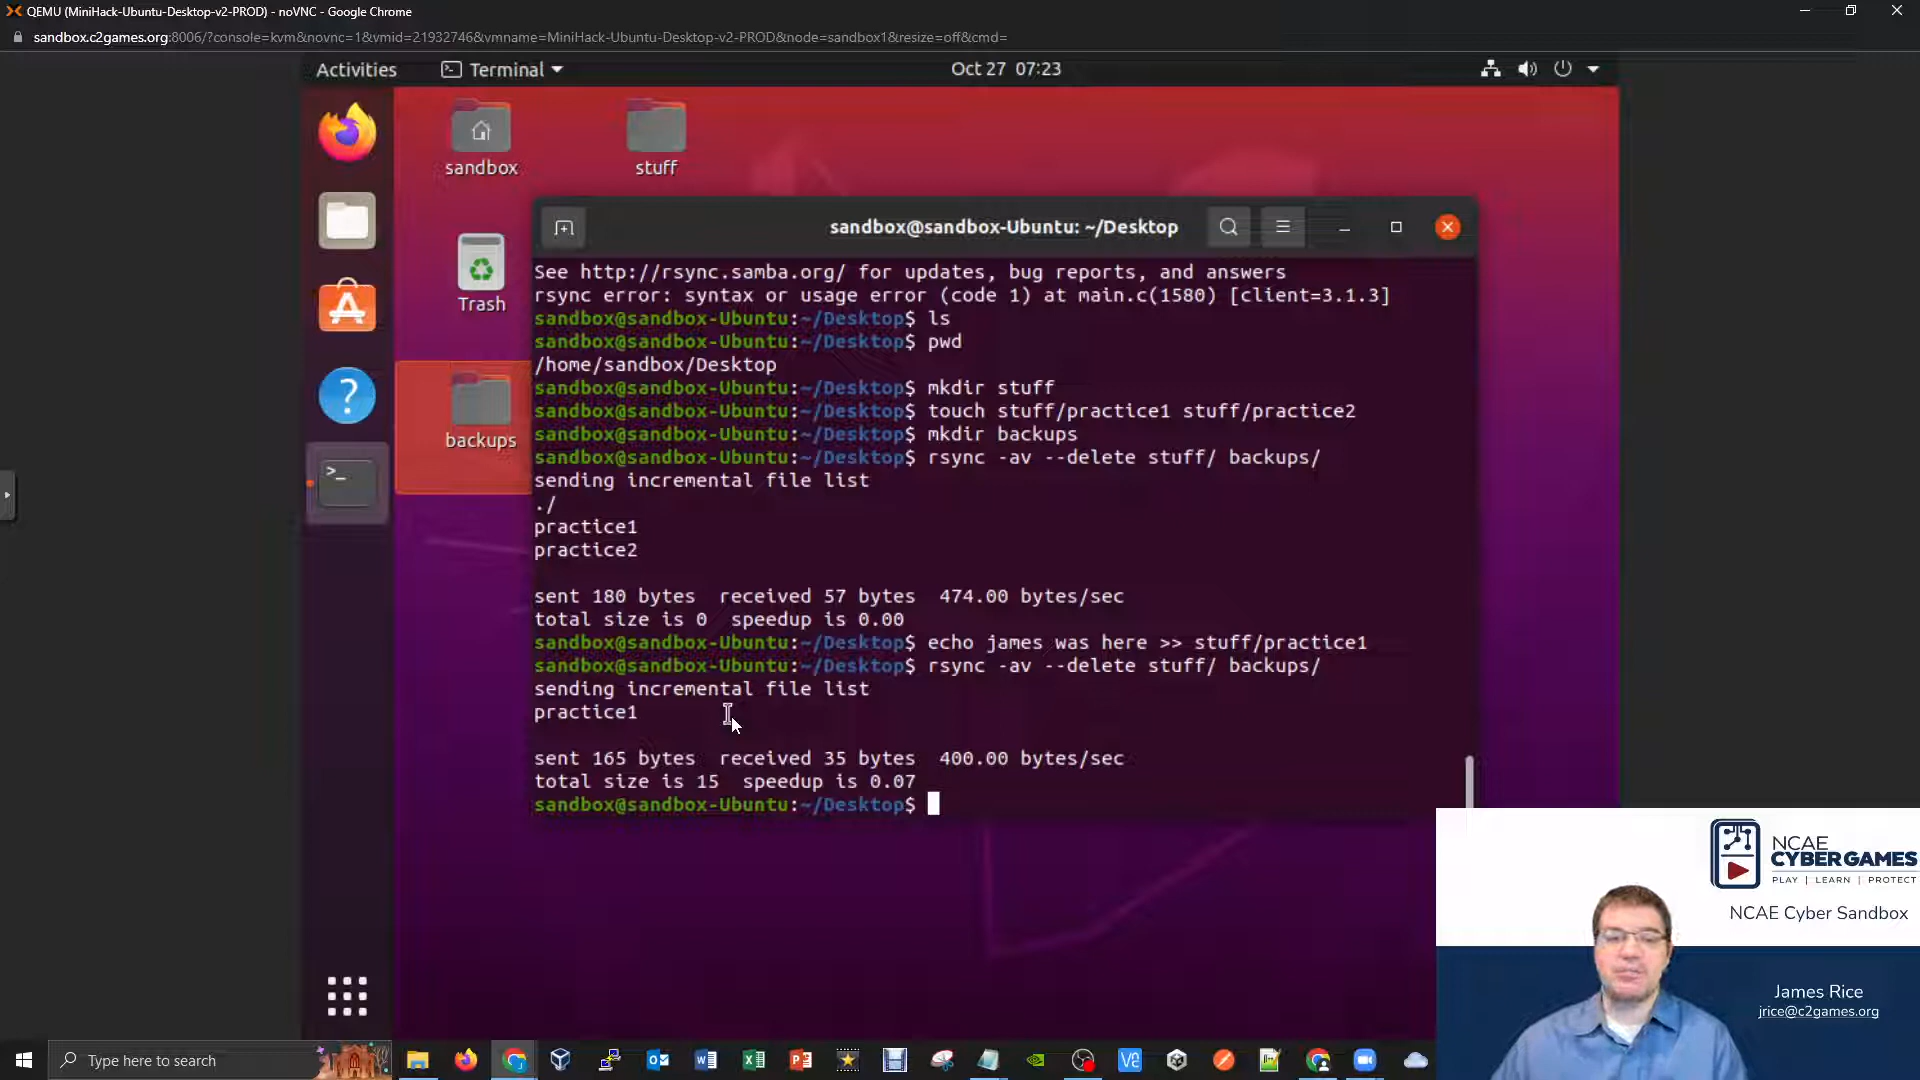 QEMU (MiniHack-Ubuntu-Desktop-v2-PROD) - noVNC - Google Chrome
sandbox.c2games.org:8006/?console=kvm&novnc=1&vmid=21932746&vmname=MiniHack-Ubuntu-Desktop-v2-PROD&node=sandbox1&resize=off&cmd=
Activities
Terminal
Oct 27 07:23
sandbox
stuff
Trash
backups
sandbox@sandbox-Ubuntu: ~/Desktop
See http://rsync.samba.org/ for updates, bug reports, and answers
rsync error: syntax or usage error (code 1) at main.c(1580) [client=3.1.3]
sandbox@sandbox-Ubuntu:~/Desktop$ ls
sandbox@sandbox-Ubuntu:~/Desktop$ pwd
/home/sandbox/Desktop
sandbox@sandbox-Ubuntu:~/Desktop$ mkdir stuff
sandbox@sandbox-Ubuntu:~/Desktop$ touch stuff/practice1 stuff/practice2
sandbox@sandbox-Ubuntu:~/Desktop$ mkdir backups
sandbox@sandbox-Ubuntu:~/Desktop$ rsync -av --delete stuff/ backups/
sending incremental file list
./
practice1
practice2
sent 180 bytes  received 57 bytes  474.00 bytes/sec
total size is 0  speedup is 0.00
sandbox@sandbox-Ubuntu:~/Desktop$ echo james was here >> stuff/practice1
sandbox@sandbox-Ubuntu:~/Desktop$ rsync -av --delete stuff/ backups/
sending incremental file list
practice1
sent 165 bytes  received 35 bytes  400.00 bytes/sec
total size is 15  speedup is 0.07
sandbox@sandbox-Ubuntu:~/Desktop$
NCAE
CYBERGAMES
PLAY | LEARN | PROTECT
NCAE Cyber Sandbox
James Rice
jrice@c2games.org
Type here to search